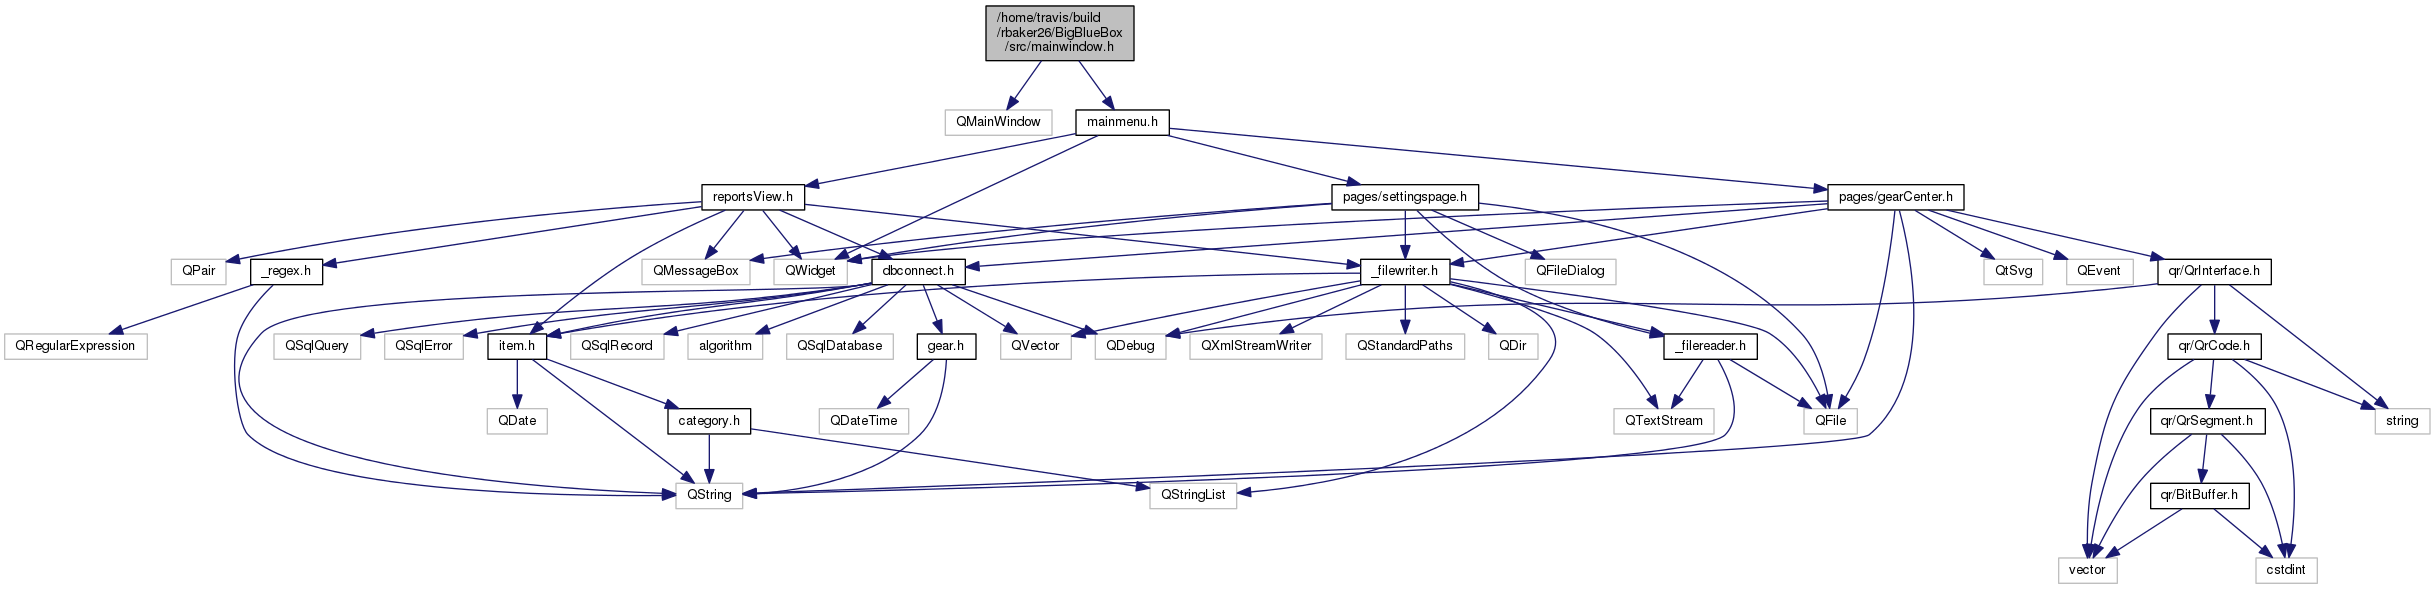 /home/travis/build
/rbaker26/BigBlueBox
/src/mainwindow.h
QMainWindow
mainmenu.h
reportsView.h
pages/settingspage.h
pages/gearCenter.h
QPair
_regex.h
QMessageBox
QWidget
dbconnect.h
_filewriter.h
QFileDialog
QtSvg
QEvent
qr/QrInterface.h
QRegularExpression
QSqlQuery
QSqlError
item.h
QSqlRecord
algorithm
QSqlDatabase
gear.h
QVector
QDebug
QXmlStreamWriter
QStandardPaths
QDir
_filereader.h
qr/QrCode.h
QDate
category.h
QDateTime
QTextStream
QFile
qr/QrSegment.h
string
QString
QStringList
qr/BitBuffer.h
vector
cstdint